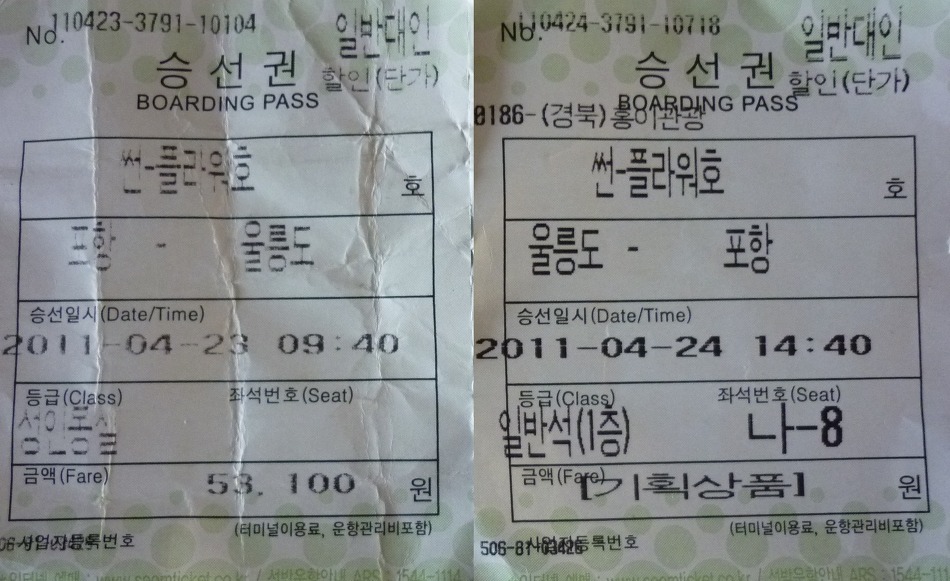 No. 110423-3791-10104
일반대인
승선권
할인(단가)
BOARDING PASS
썬-플라워호
호
포항 - 울릉도
승선일시(Date/Time)
2011-04-23 09:40
등급(Class) 좌석번호(Seat)
금액(Fare) 53,100 원
(터미널이용료, 운항관리비포함)
사업자등록번호
No. 110424-3791-10718
일반대인
승선권
할인(단가)
BOARDING PASS
0186-(경북)홍이관광
썬-플라워호
호
울릉도 - 포항
승선일시(Date/Time)
2011-04-24 14:40
등급(Class) 좌석번호(Seat)
일반석(1층) 나-8
금액(Fare) [기획상품] 원
(터미널이용료, 운항관리비포함)
506-81-03426
사업자등록번호